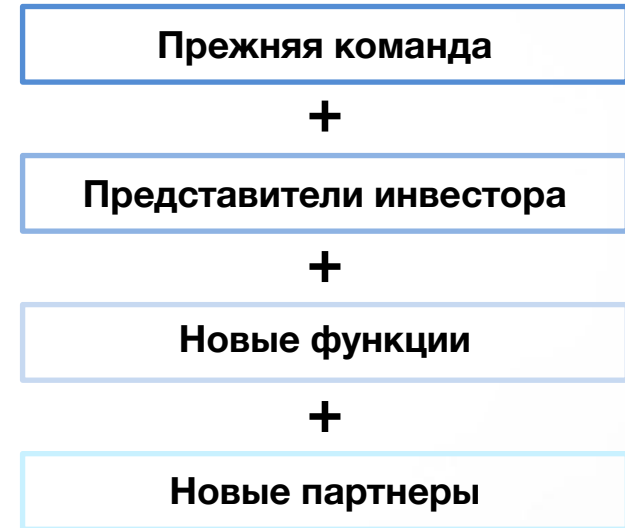 Прежняя команда
+
Представители инвестора
+
Новые функции
+
Новые партнеры